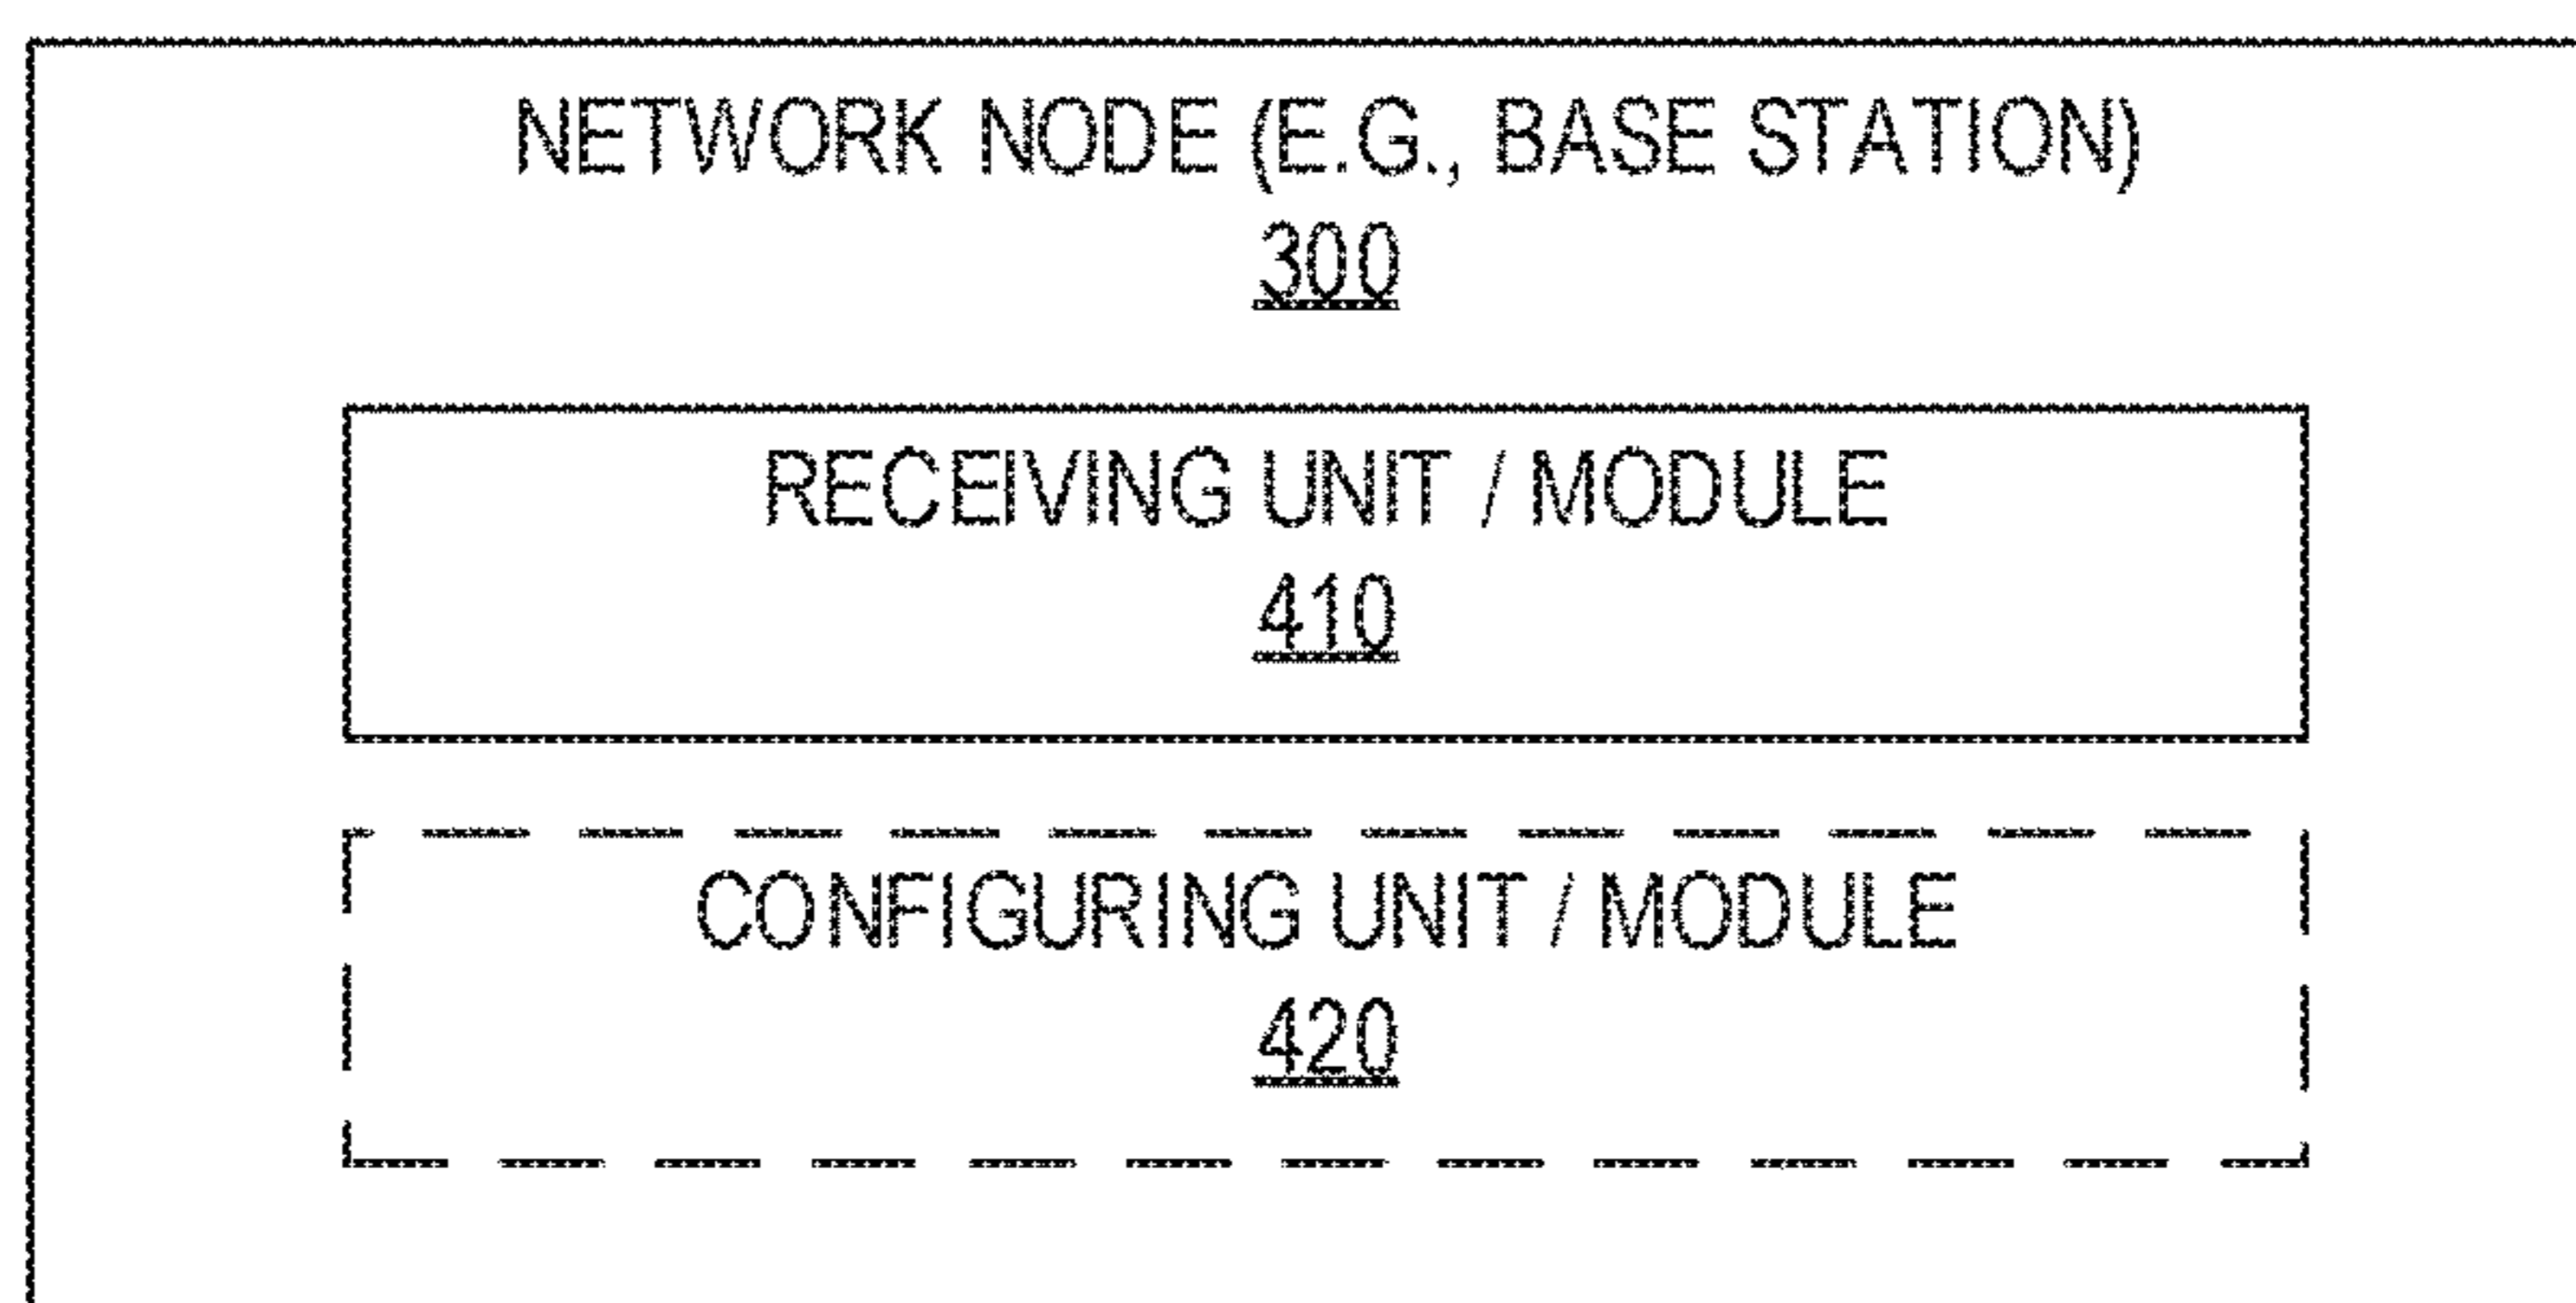 NETWORK NODE (E.G., BASE STATION)
300
RECEIVING UNIT / MODULE
410
CONFIGURING UNIT / MODULE
420